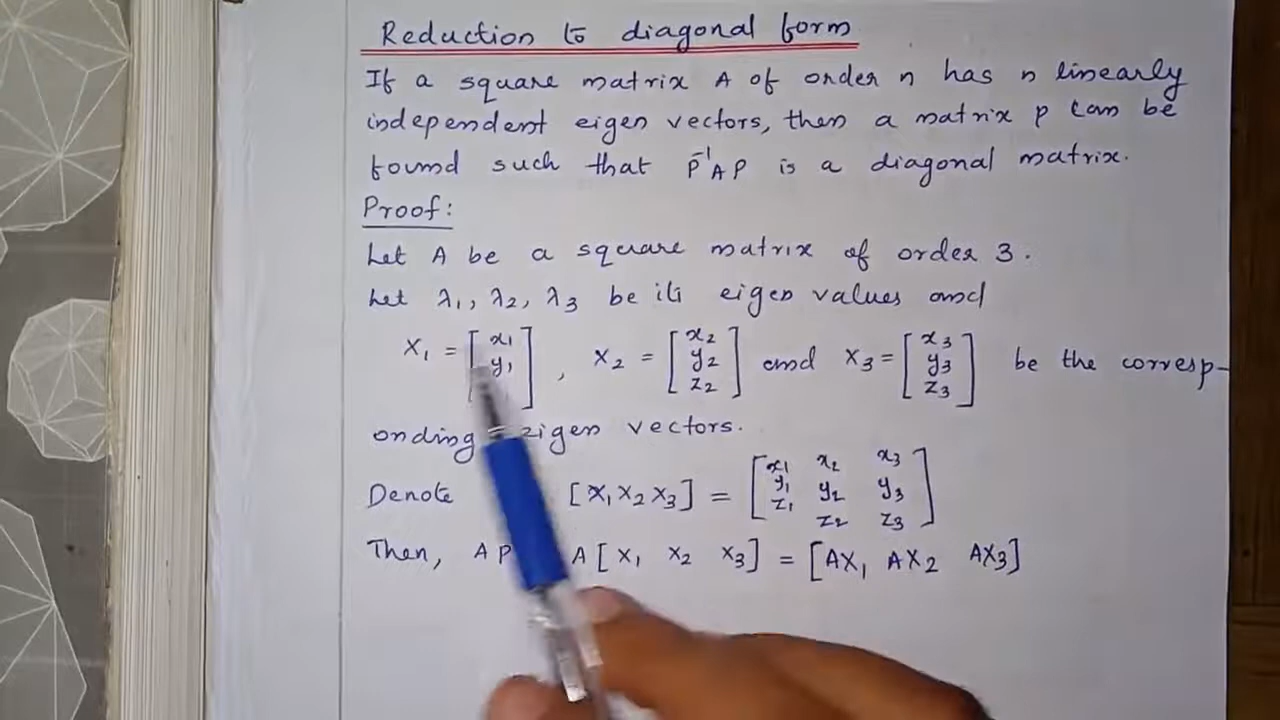 Reduction to diagonal form
If a square matrix A of order n has n linearly
independent eigen vectors, then a matrix p can be
found such that P⁻¹AP is a diagonal matrix.
Proof:
Let A be a square matrix of order 3.
Let λ₁, λ₂, λ₃ be its eigen values and
X₁ = [x₁ y₁ ], X₂ = [x₂ y₂ z₂] and X₃ = [x₃ y₃ z₃] be the corresp-
onding eigen vectors.
Denote [X₁ X₂ X₃] = [x₁ x₂ x₃ y₁ y₂ y₃ z₁ z₂ z₃]
Then, AP A[X₁ X₂ X₃] = [AX₁ AX₂ AX₃]